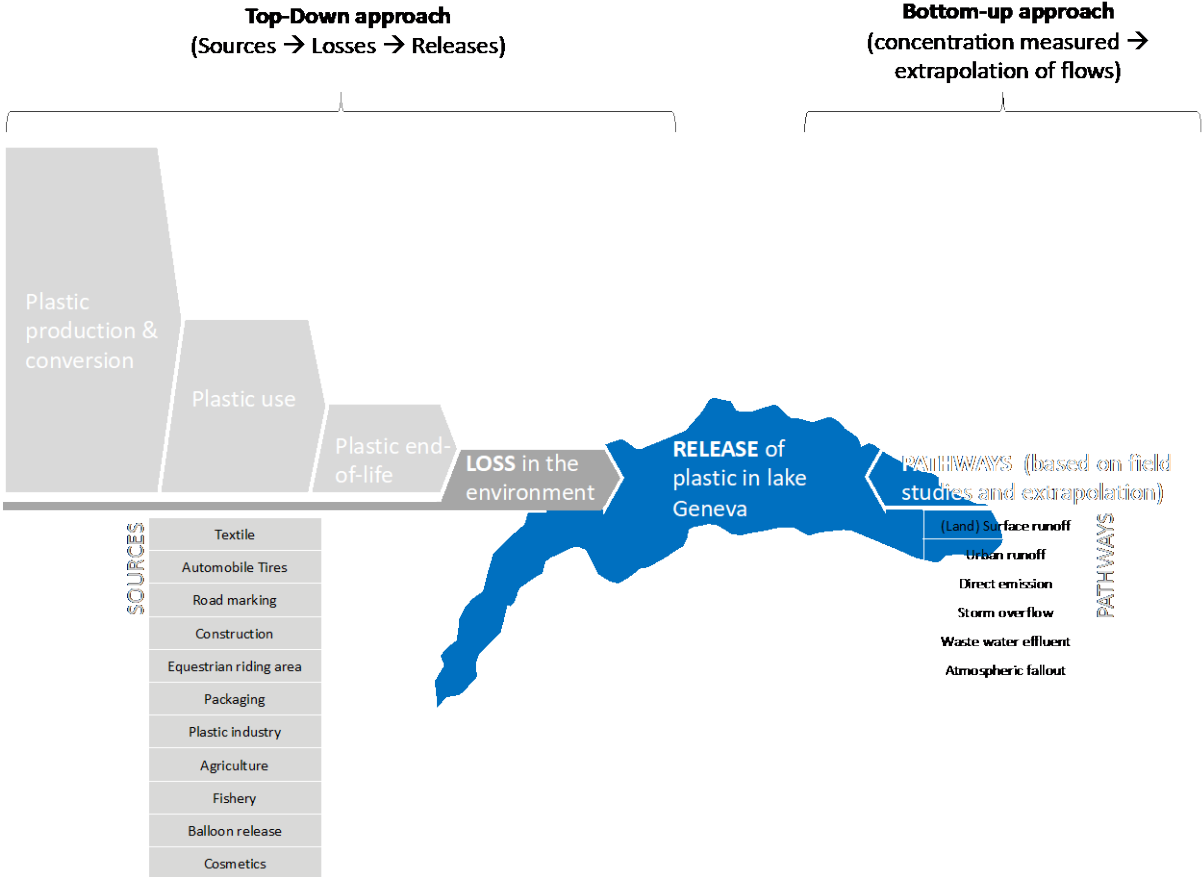 Top-Down approach
(Sources → Losses → Releases)
Bottom-up approach
(concentration measured →
extrapolation of flows)
Plastic
production &
conversion
Plastic use
Plastic end-
of-life
LOSS in the
environment
RELEASE of
plastic in lake
Geneva
PATHWAYS (based on field
studies and extrapolation)
SOURCES
Textile
Automobile Tires
Road marking
Construction
Equestrian riding area
Packaging
Plastic industry
Agriculture
Fishery
Balloon release
Cosmetics
(Land) Surface runoff
Urban runoff
Direct emission
Storm overflow
Waste water effluent
Atmospheric fallout
PATHWAYS